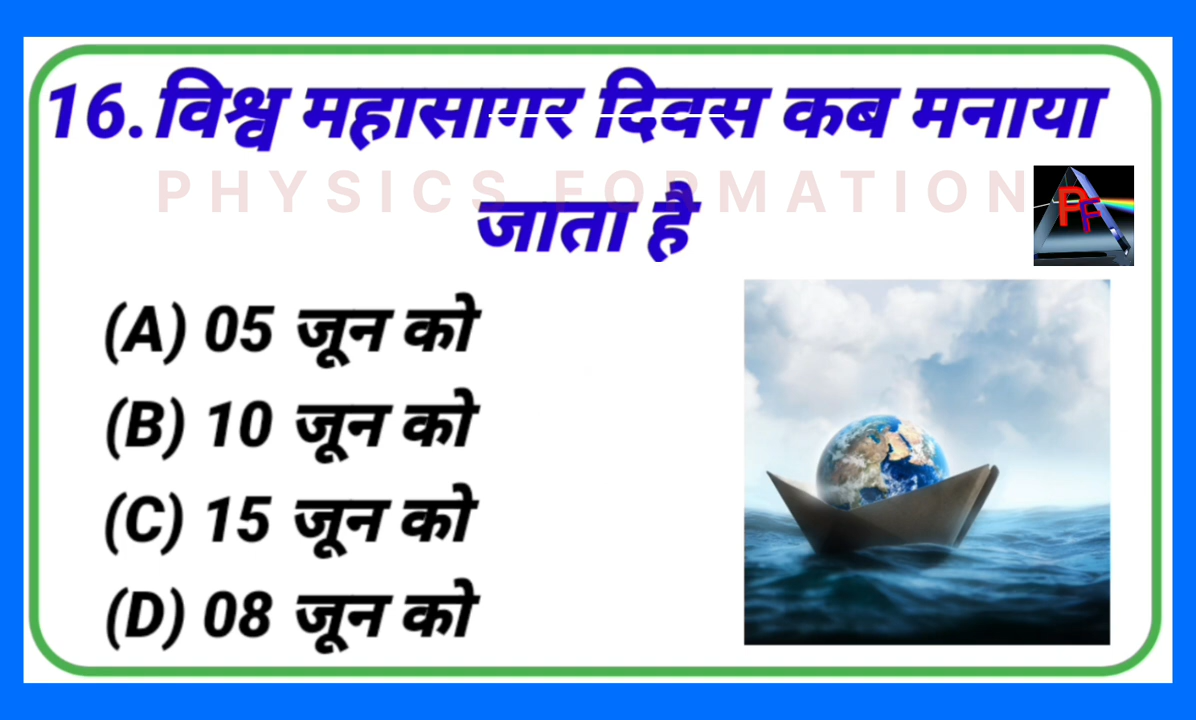 16. विश्व महासागर दिवस कब मनाया
PHYSICS FORMATION
जाता है
PF
(A) 05 जून को
(B) 10 जून को
(C) 15 जून को
(D) 08 जून को